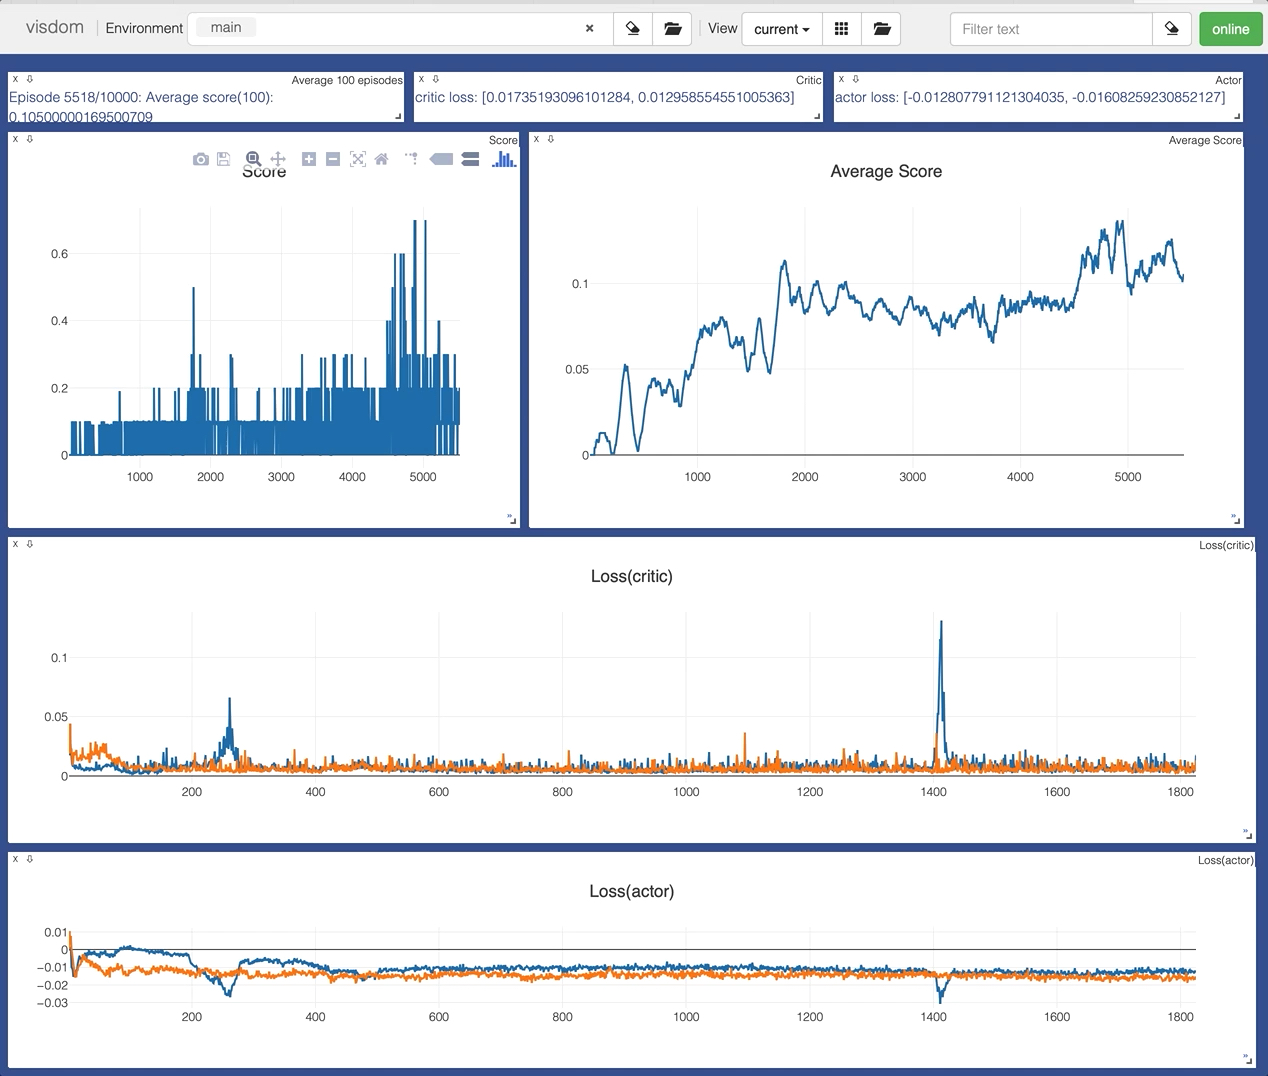 visdom Environment main × View current Filter text online
x Average 100 episodes
Episode 5518/10000: Average score(100):
0.10500000169500709
x Critic
critic loss: [0.01735193096101284, 0.012958554551005363]
x Actor
actor loss: [-0.012807791121304035, -0.01608259230852127]
x Score
Score
0.6
0.4
0.2
0
1000 2000 3000 4000 5000
»
x Average Score
Average Score
0.1
0.05
0
1000 2000 3000 4000 5000
»
x Loss(critic)
Loss(critic)
0.1
0.05
0
200 400 600 800 1000 1200 1400 1600 1800
»
x Loss(actor)
Loss(actor)
0.01
0
−0.01
−0.02
−0.03
200 400 600 800 1000 1200 1400 1600 1800
»